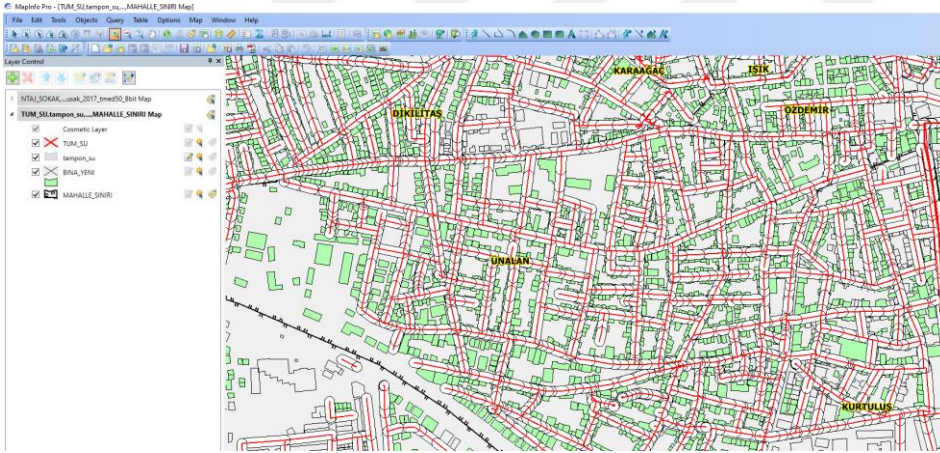 MapInfo Pro - [TUM_SU,tampon_su,...,MAHALLE_SINIRI Map]
File Edit Tools Objects Query Table Options Map Window Help
Layer Control
NTAJ_SOKAK,...,usak_2017_tmed50_8bit Map
TUM_SU,tampon_su,...,MAHALLE_SINIRI Map
Cosmetic Layer
TUM_SU
tampon_su
BINA_YENI
MAHALLE_SINIRI
KARAAĞAÇ
IŞIK
DİKİLİTAŞ
ÖZDEMİR
ÜNALAN
KURTULUŞ